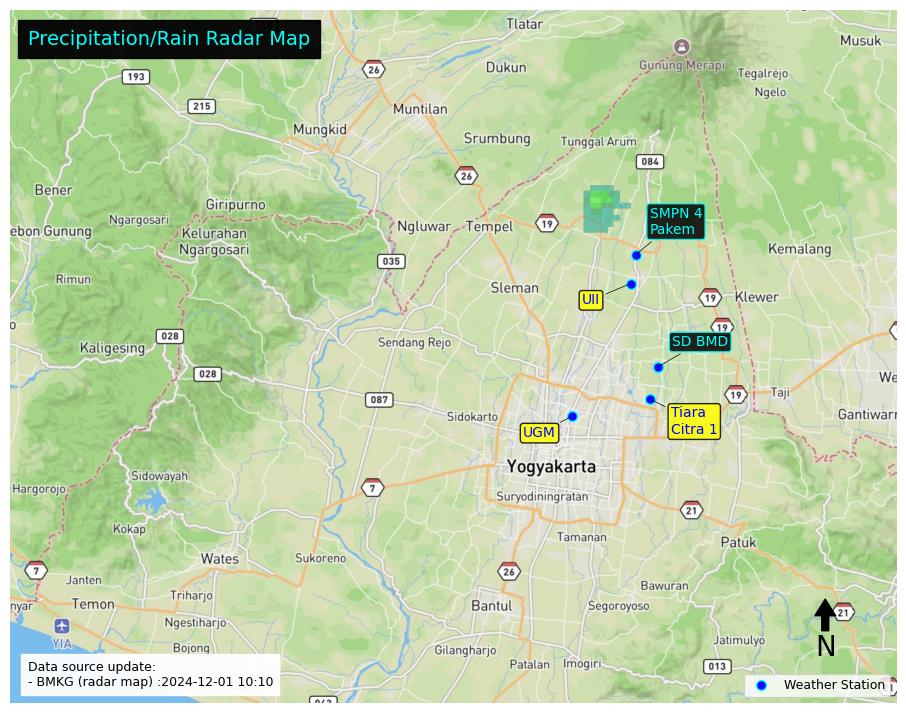 Precipitation/Rain Radar Map
Tlatar
Musuk
26
Dukun
Gunung Merapi
Tegalrejo
193
Ngelo
215
Muntilan
Mungkid
Srumbung
Tunggal Arum
084
26
Bener
Giripurno
Ngargosari
SMPN 4
Pakem
ebon Gunung
Kelurahan
Ngargosari
Ngluwar
Tempel
19
Kemalang
035
Rimun
Sleman
UII
19
Klewer
19
028
Kaligesing
Sendang Rejo
SD BMD
028
We
087
19
Taji
Sidokarto
Tiara
Citra 1
Gantiwarn
UGM
Yogyakarta
Sidowayah
Hargorojo
7
Suryodiningratan
21
Kokap
Tamanan
Patuk
Wates
Sukoreno
7
26
Janten
Bawuran
Triharjo
nyar
Temon
Bantul
Segoroyoso
21
Ngestiharjo
YIA
N
Bojong
Gilangharjo
Jatimulyo
Patalan
Imogiri
013
Data source update:
- BMKG (radar map) :2024-12-01 10:10
Weather Station